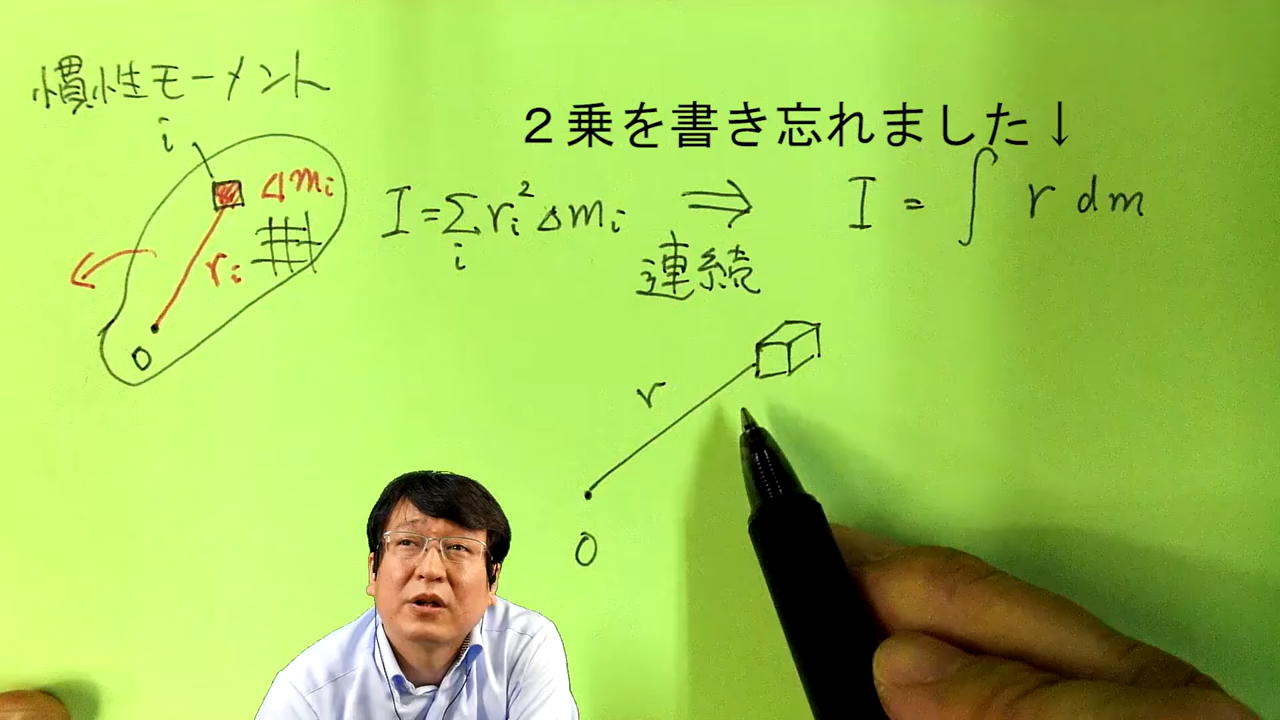 慣性モーメント
2乗を書き忘れました↓
i
Δmi
ri
O
I=∑i ri² Δmi ⇒ I = ∫ r dm
連続
r
O